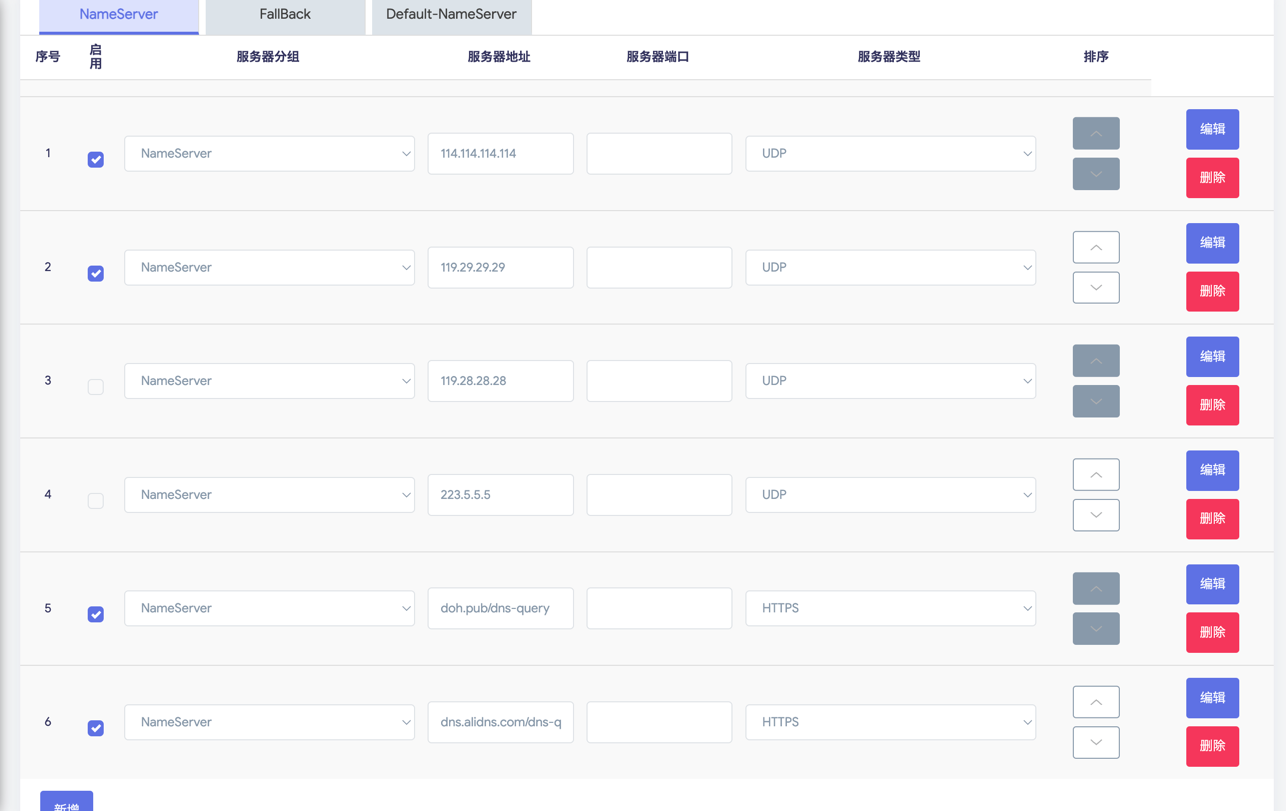 NameServer FallBack Default-NameServer
序号 启用 服务器分组 服务器地址 服务器端口 服务器类型 排序
1 NameServer 114.114.114.114 UDP 编辑
删除
2 NameServer 119.29.29.29 UDP 编辑
删除
3 NameServer 119.28.28.28 UDP 编辑
删除
4 NameServer 223.5.5.5 UDP 编辑
删除
5 NameServer doh.pub/dns-query HTTPS 编辑
删除
6 NameServer dns.alidns.com/dns-q HTTPS 编辑
删除
新增